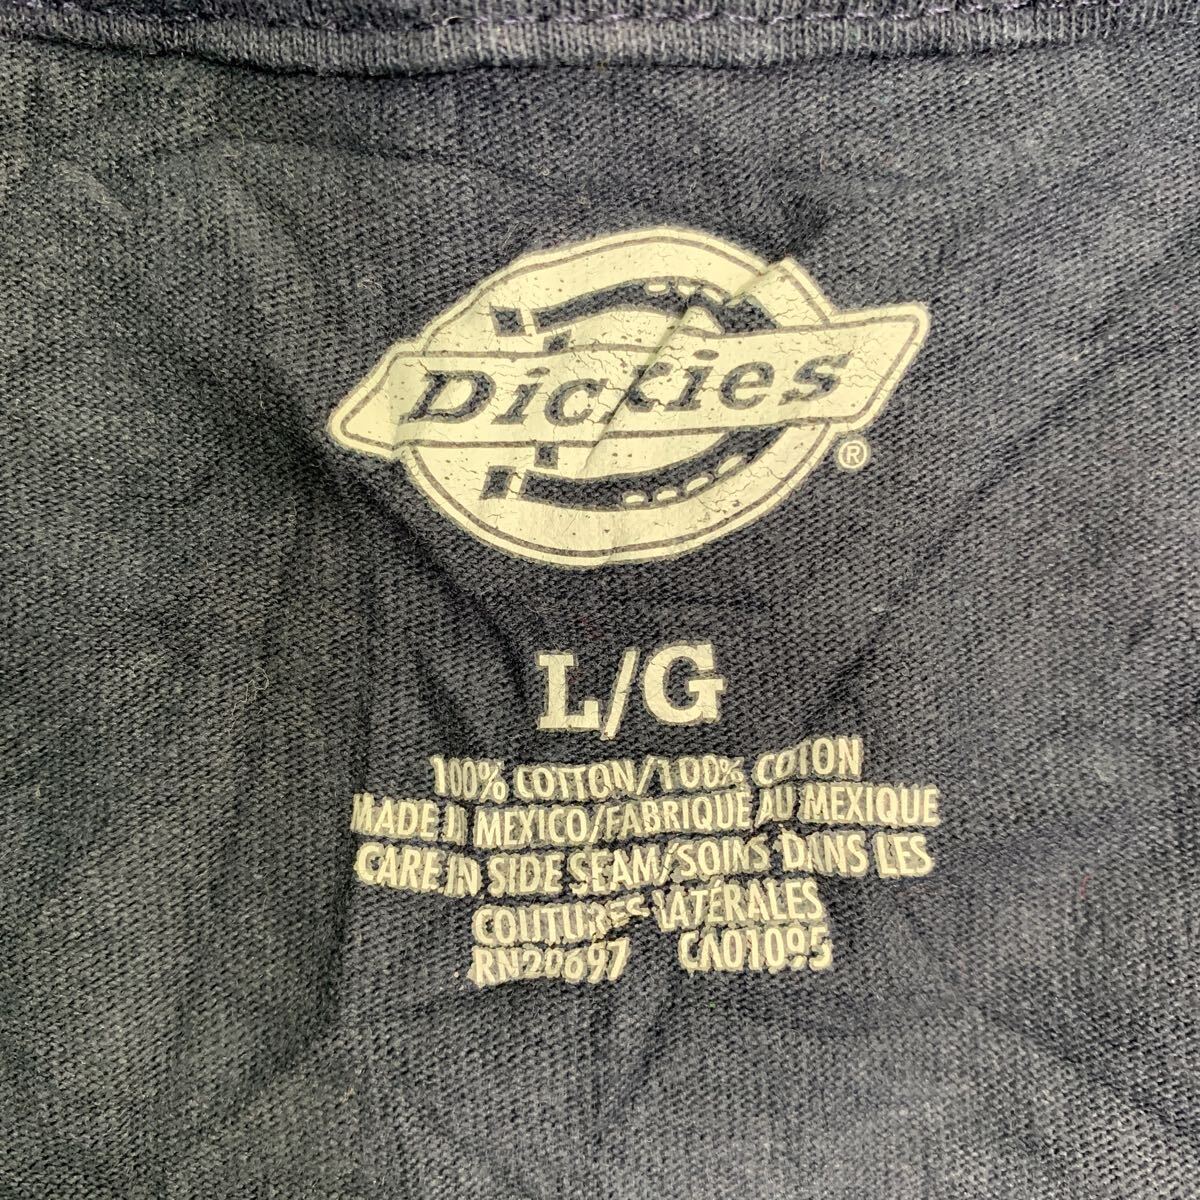 Dickies
®
L/G
100% COTTON/100% COTON
MADE IN MEXICO/FABRIQUÉ AU MEXIQUE
CARE IN SIDE SEAM/SOINS DANS LES
COUTURES LATÉRALES
RN20697 CA01095